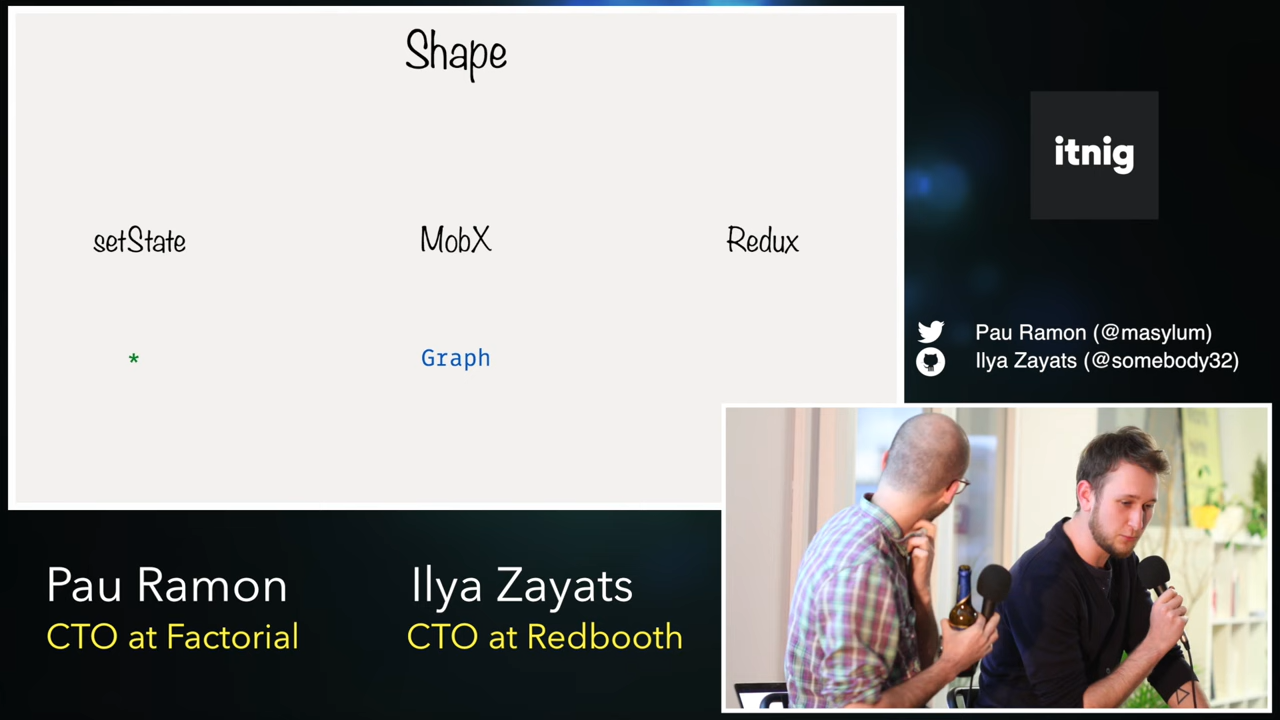 Shape
setState MobX Redux
* Graph
itnig
Pau Ramon (@masylum)
Ilya Zayats (@somebody32)
Pau Ramon Ilya Zayats
CTO at Factorial CTO at Redbooth